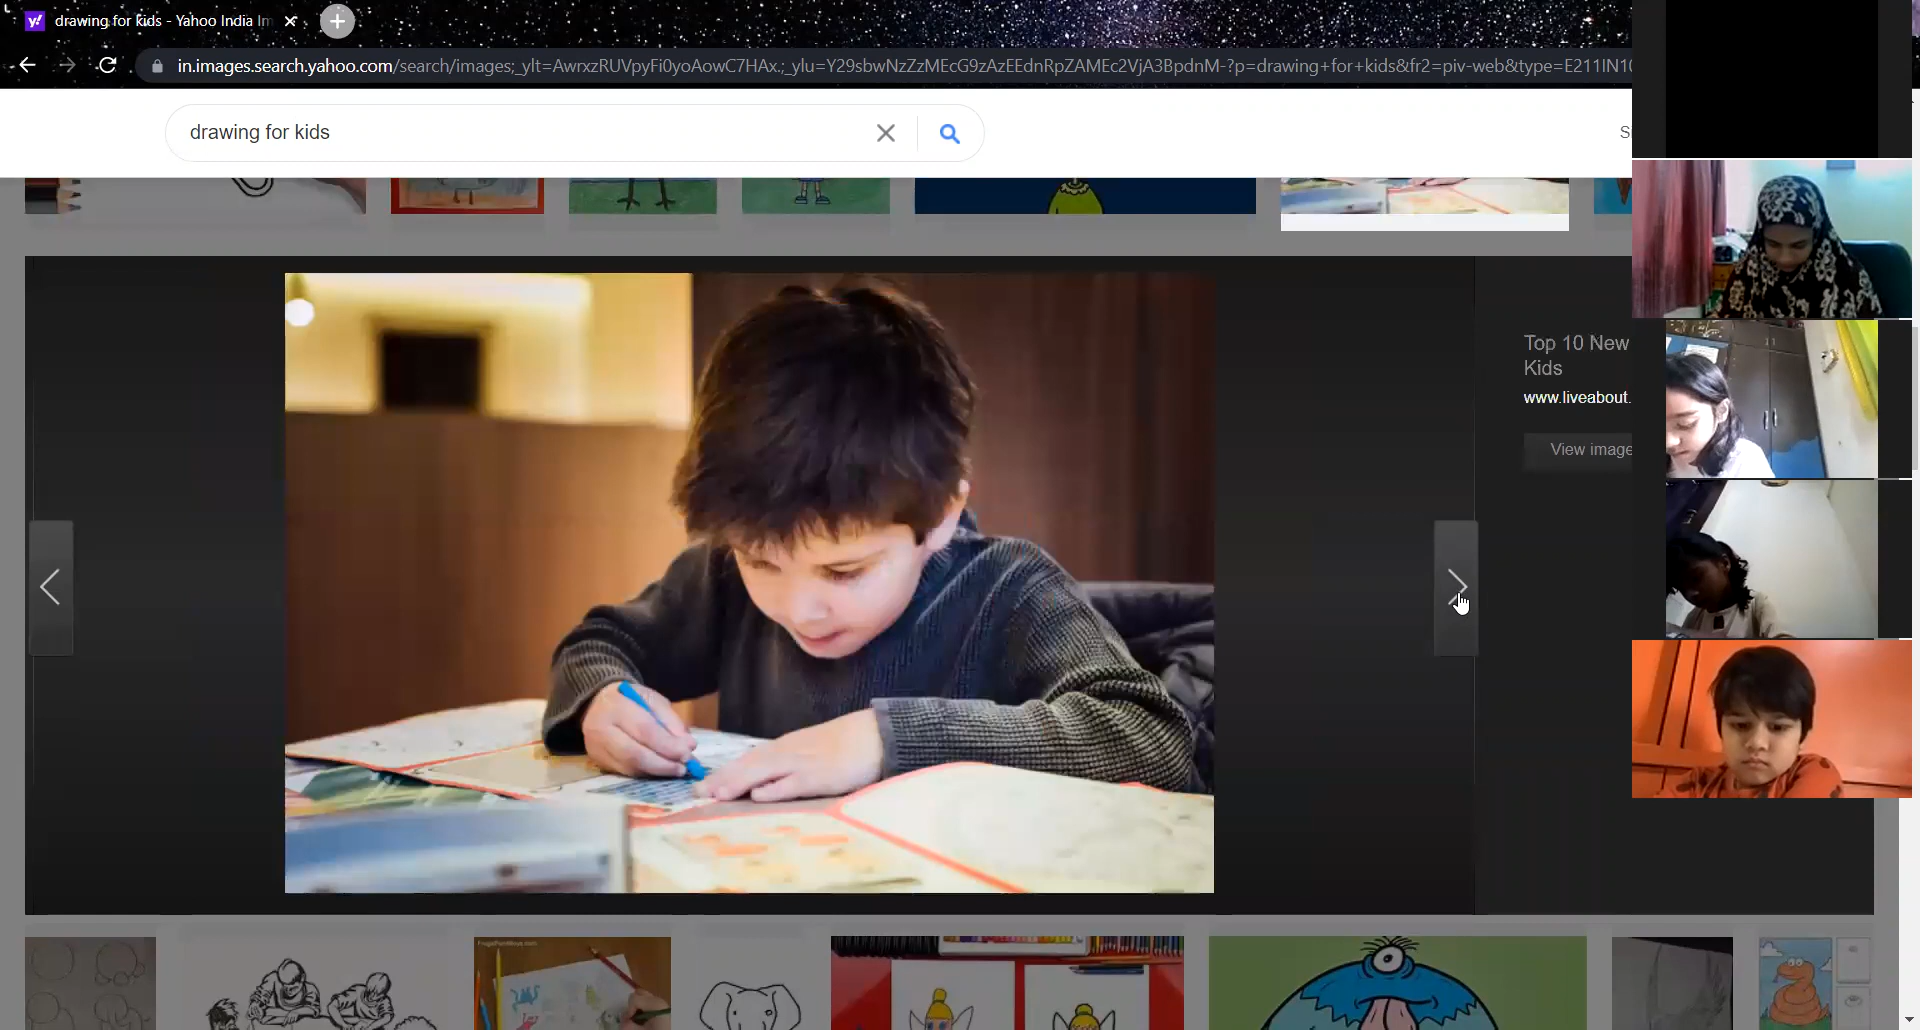 drawing for kids - Yahoo India Im
in.images.search.yahoo.com/search/images;_ylt=AwrxzRUVpyFi0yoAowC7HAx.;_ylu=Y29sbwNzZzMEcG9zAzEEdnRpZAMEc2VjA3BpdnM-?p=drawing+for+kids&fr2=piv-web&type=E211IN10
drawing for kids
S
Top 10 New
Kids
www.liveabout.
View image